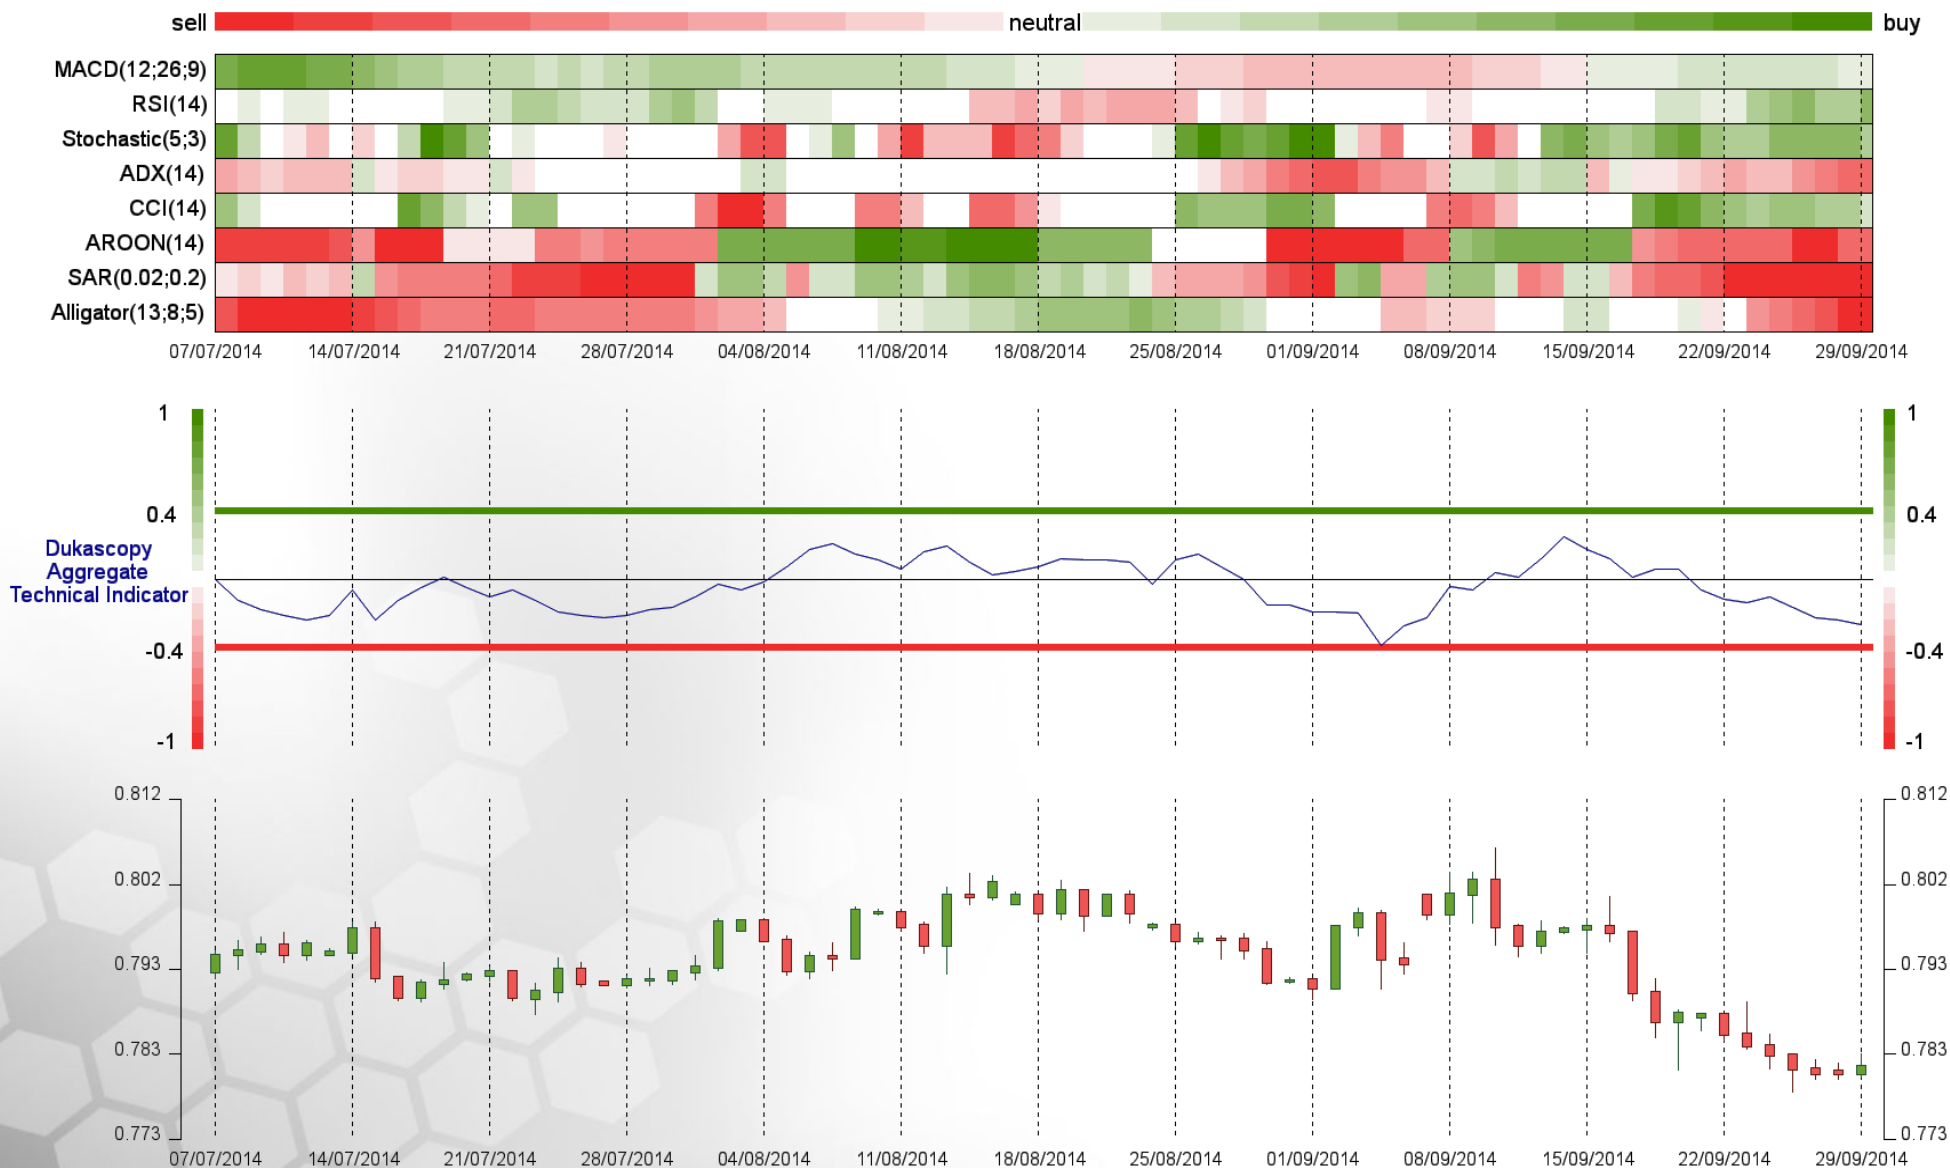 sell neutral buy
MACD(12;26;9)
RSI(14)
Stochastic(5;3)
ADX(14)
CCI(14)
AROON(14)
SAR(0.02;0.2)
Alligator(13;8;5)
07/07/2014 14/07/2014 21/07/2014 28/07/2014 04/08/2014 11/08/2014 18/08/2014 25/08/2014 01/09/2014 08/09/2014 15/09/2014 22/09/2014 29/09/2014
1 1
0.4 0.4
Dukascopy
Aggregate
Technical Indicator
-0.4 -0.4
-1 -1
0.812 0.812
0.802 0.802
0.793 0.793
0.783 0.783
0.773 0.773
07/07/2014 14/07/2014 21/07/2014 28/07/2014 04/08/2014 11/08/2014 18/08/2014 25/08/2014 01/09/2014 08/09/2014 15/09/2014 22/09/2014 29/09/2014